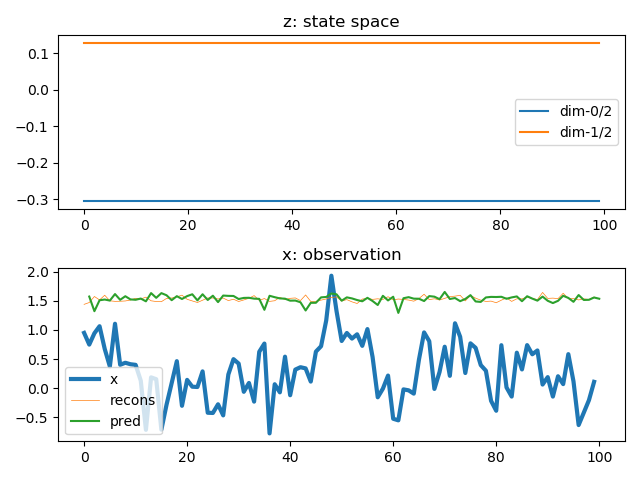 z: state space
0.1
0.0
−0.1
−0.2
−0.3
dim-0/2
dim-1/2
0 20 40 60 80 100
x: observation
2.0
1.5
1.0
0.5
0.0
−0.5
x
recons
pred
0 20 40 60 80 100